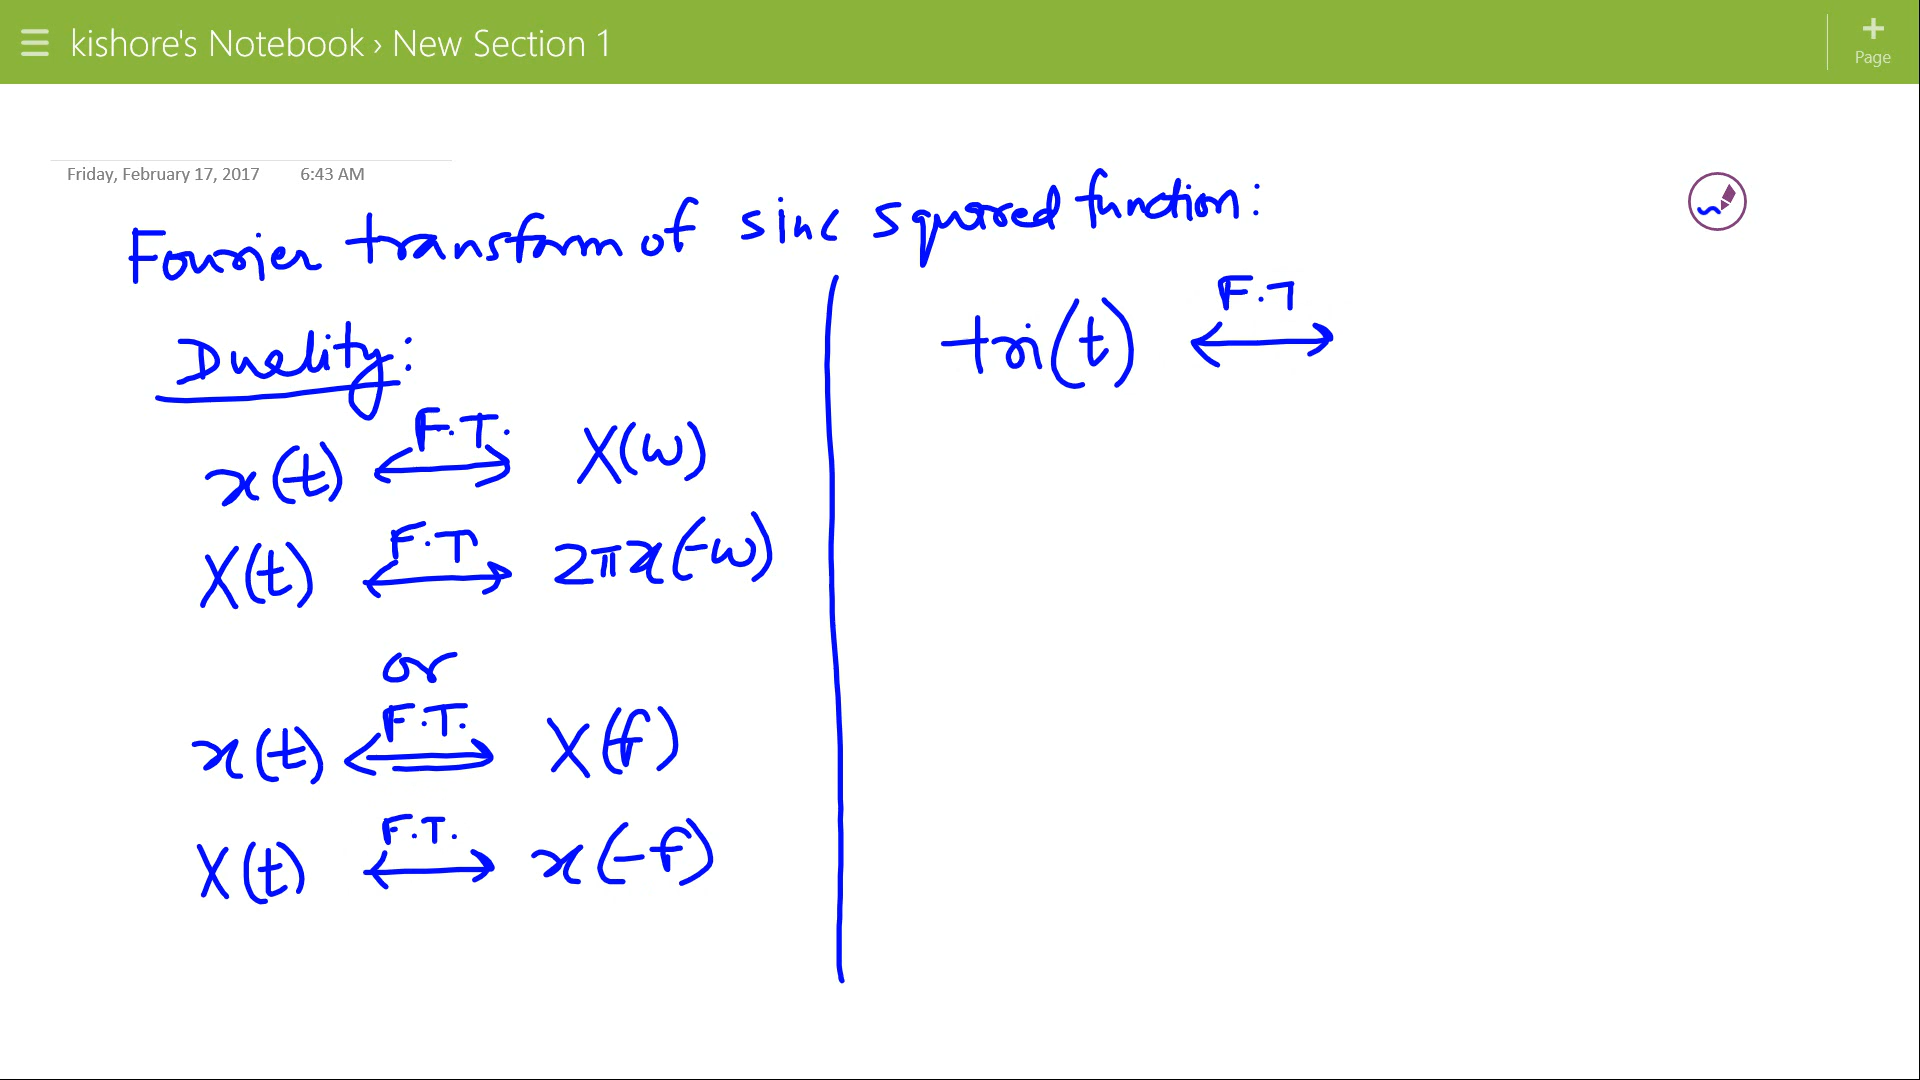 kishore's Notebook › New Section 1
Page
Friday, February 17, 2017 6:43 AM
Fourier transform of sinc squared function:
Duality:
x(t) F.T. X(ω)
X(t) F.T 2πx(-ω)
or
x(t) F.T. X(f)
X(t) F.T. x(-f)
tri(t) F.T